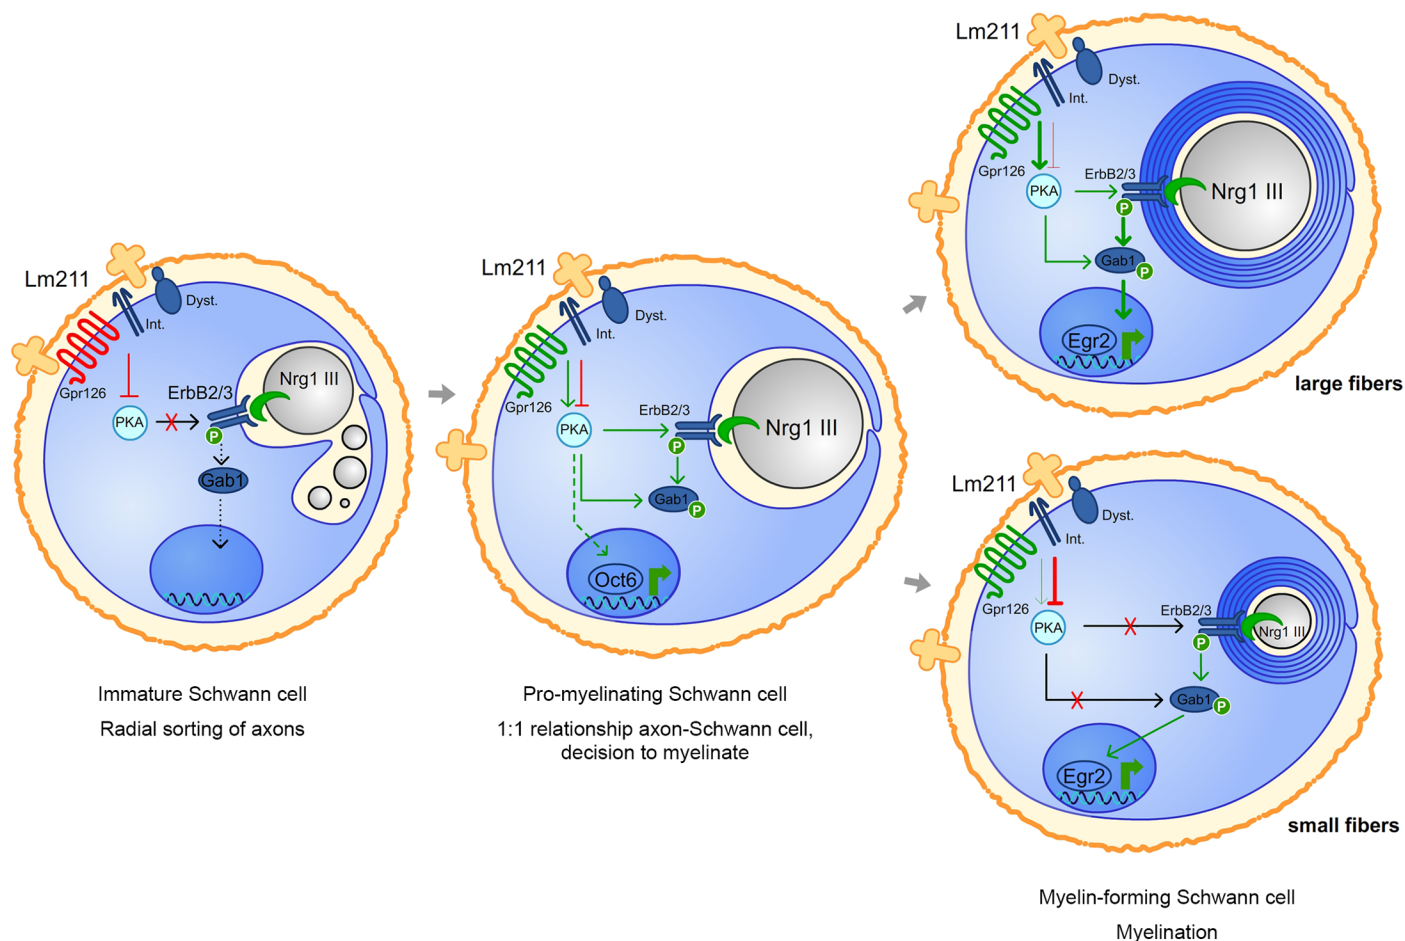 Lm211
Dyst.
Int.
Gpr126
ErbB2/3
Nrg1 III
PKA
P
Gab1
Immature Schwann cell
Radial sorting of axons
Lm211
Dyst.
Int.
Gpr126
ErbB2/3
PKA
Nrg1 III
P
Gab1
P
Oct6
Pro-myelinating Schwann cell
1:1 relationship axon-Schwann cell,
decision to myelinate
Lm211
Dyst.
Int.
Gpr126
ErbB2/3
PKA
Nrg1 III
P
Gab1
P
Egr2
large fibers
Lm211
Dyst.
Int.
Gpr126
ErbB2/3
PKA
Nrg1 III
P
Gab1
P
Egr2
small fibers
Myelin-forming Schwann cell
Myelination